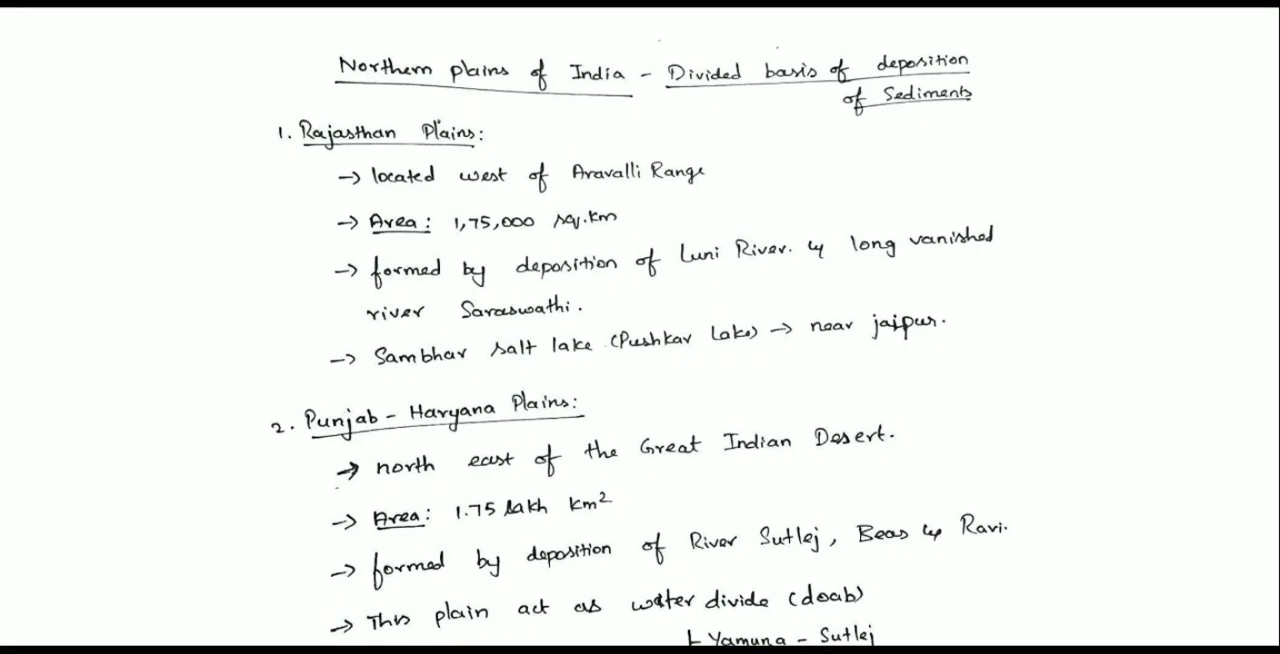 Northern plains of India - Divided basis of deposition
of Sediments
1. Rajasthan Plains:
→ located west of Aravalli Range
→ Area: 1,75,000 sq.km
→ formed by deposition of Luni River. & long vanished
river Saraswathi.
→ Sambhar salt lake (Pushkar Lake) → near jaipur.
2. Punjab - Haryana Plains:
→ north east of the Great Indian Desert.
→ Area: 1.75 lakh km²
→ formed by deposition of River Sutlej, Beas & Ravi.
→ This plain act as water divide (doab)
Yamuna - Sutlej